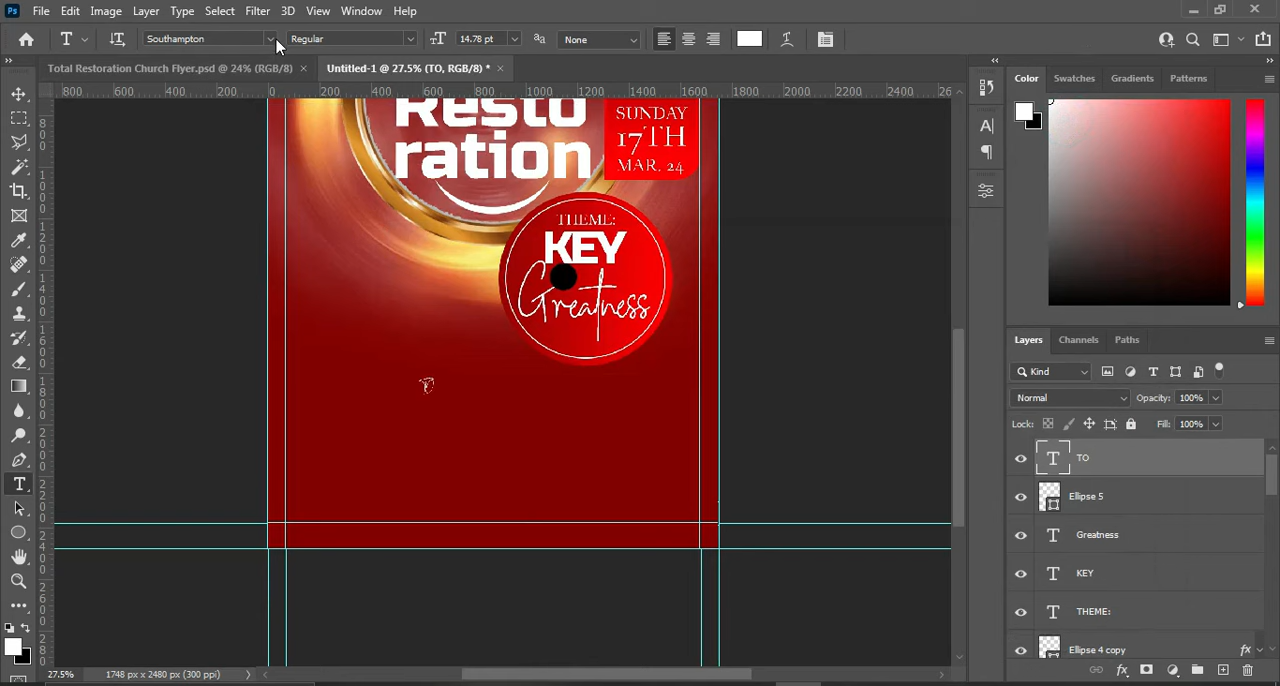 File Edit Image Layer Type Select Filter 3D View Window Help
Southampton Regular 14.78 pt None
Total Restoration Church Flyer.psd @ 24% (RGB/8) × Untitled-1 @ 27.5% (TO, RGB/8) * ×
800 600 400 200 0 200 400 600 800 1000 1200 1400 1600 1800 2000 2200 2400
Resto
ration
SUNDAY
17TH
MAR. 24
THEME:
KEY
Greatness
Color Swatches Gradients Patterns
Layers Channels Paths
Kind
Normal Opacity: 100%
Lock: Fill: 100%
TO
Ellipse 5
Greatness
KEY
THEME:
Ellipse 4 copy fx
27.5% 1748 px x 2480 px (300 ppi)